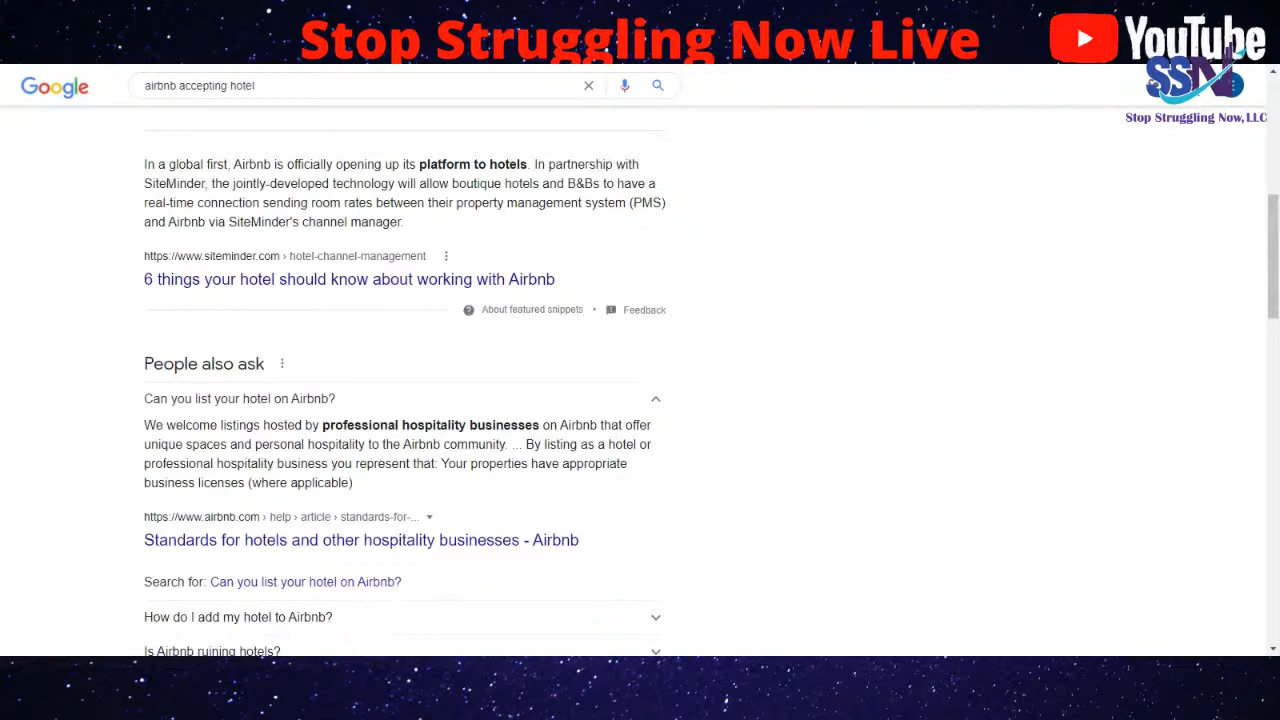 Stop Struggling Now Live
YouTube
SSN
Stop Struggling Now, LLC
Google
airbnb accepting hotel
In a global first, Airbnb is officially opening up its platform to hotels. In partnership with
SiteMinder, the jointly-developed technology will allow boutique hotels and B&Bs to have a
real-time connection sending room rates between their property management system (PMS)
and Airbnb via SiteMinder's channel manager.
https://www.siteminder.com › hotel-channel-management
6 things your hotel should know about working with Airbnb
About featured snippets • Feedback
People also ask
Can you list your hotel on Airbnb?
We welcome listings hosted by professional hospitality businesses on Airbnb that offer
unique spaces and personal hospitality to the Airbnb community. ... By listing as a hotel or
professional hospitality business you represent that: Your properties have appropriate
business licenses (where applicable)
https://www.airbnb.com › help › article › standards-for-...
Standards for hotels and other hospitality businesses - Airbnb
Search for: Can you list your hotel on Airbnb?
How do I add my hotel to Airbnb?
Is Airbnb ruining hotels?